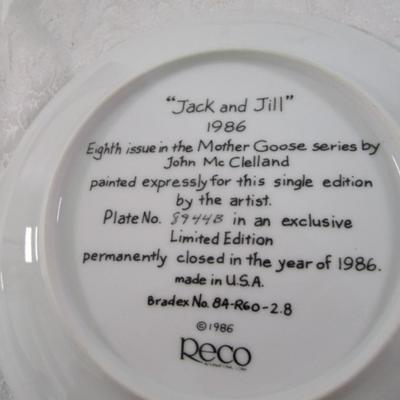 "Jack and Jill"
1986
Eighth issue in the Mother Goose series by
John Mc Clelland
painted expressly for this single edition
by the artist.
Plate No. 8944B in an exclusive
Limited Edition
permanently closed in the year of 1986.
made in U.S.A.
Bradex No. 84-R60-2.8
©1986
Reco